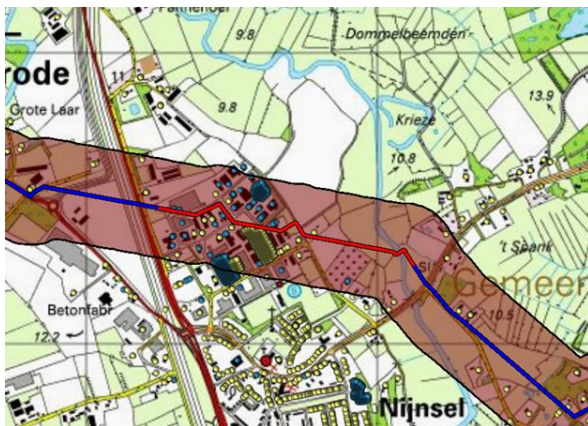 Dommelbeemden
9.8
rode
11
13.9
Grote Laar
9.8
Krieze
10.8
't Spank
Gemeen
Betonfabr
10.5
12.2
Nijnsel